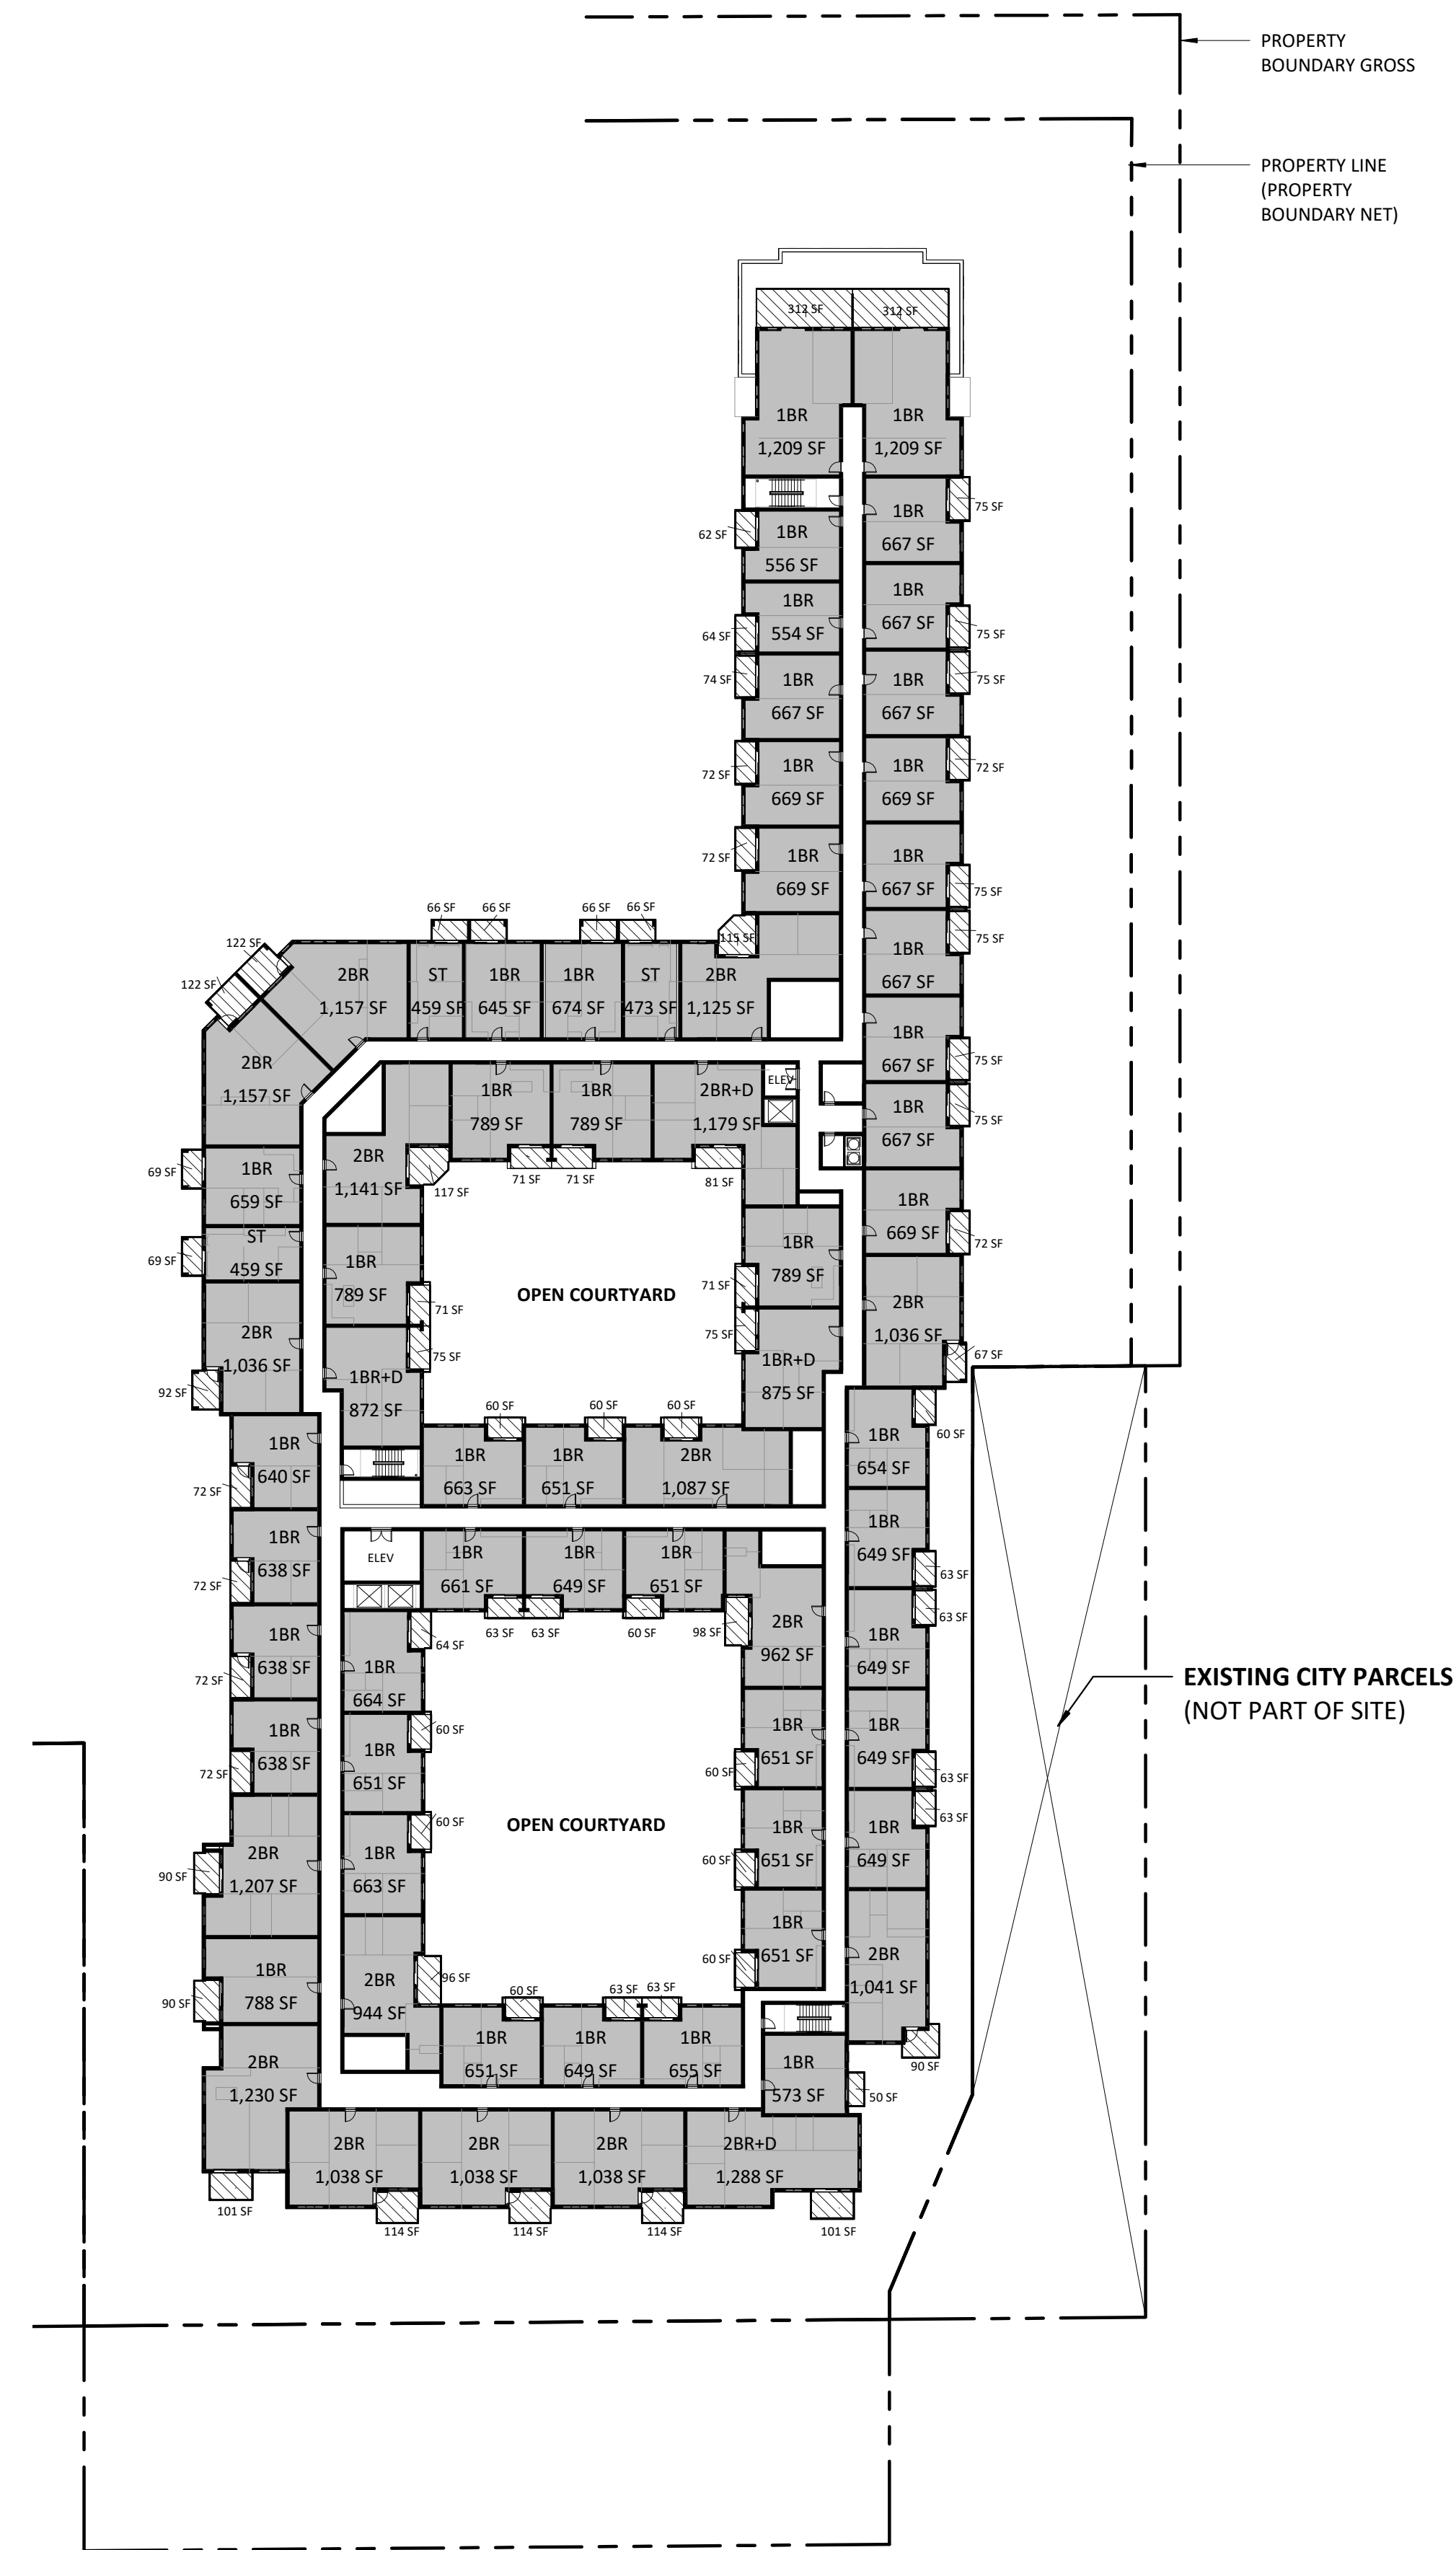 PROPERTY
BOUNDARY GROSS
PROPERTY LINE
(PROPERTY
BOUNDARY NET)
312 SF
312 SF
1BR
1,209 SF
1BR
1,209 SF
75 SF
1BR
667 SF
62 SF
1BR
556 SF
1BR
667 SF
75 SF
1BR
554 SF
64 SF
74 SF
1BR
667 SF
1BR
667 SF
75 SF
72 SF
1BR
669 SF
1BR
669 SF
72 SF
72 SF
1BR
669 SF
1BR
667 SF
75 SF
66 SF
66 SF
66 SF
66 SF
115 SF
1BR
667 SF
75 SF
122 SF
122 SF
2BR
1,157 SF
ST
459 SF
1BR
645 SF
1BR
674 SF
ST
473 SF
2BR
1,125 SF
1BR
667 SF
75 SF
2BR
1,157 SF
1BR
789 SF
1BR
789 SF
2BR+D
1,179 SF
ELEV
1BR
667 SF
75 SF
69 SF
1BR
659 SF
2BR
1,141 SF
117 SF
71 SF
71 SF
81 SF
1BR
669 SF
72 SF
69 SF
ST
459 SF
1BR
789 SF
71 SF
OPEN COURTYARD
71 SF
1BR
789 SF
2BR
1,036 SF
67 SF
2BR
1,036 SF
92 SF
1BR+D
872 SF
75 SF
75 SF
1BR+D
875 SF
60 SF
60 SF
60 SF
60 SF
1BR
640 SF
72 SF
1BR
663 SF
1BR
651 SF
2BR
1,087 SF
1BR
654 SF
1BR
638 SF
72 SF
ELEV
1BR
661 SF
1BR
649 SF
1BR
651 SF
1BR
649 SF
63 SF
1BR
638 SF
72 SF
64 SF
63 SF
63 SF
60 SF
98 SF
2BR
962 SF
63 SF
1BR
649 SF
1BR
664 SF
EXISTING CITY PARCELS
(NOT PART OF SITE)
1BR
638 SF
72 SF
1BR
651 SF
60 SF
60 SF
1BR
651 SF
1BR
649 SF
63 SF
2BR
1,207 SF
90 SF
1BR
663 SF
60 SF
OPEN COURTYARD
60 SF
1BR
651 SF
63 SF
1BR
649 SF
1BR
788 SF
90 SF
2BR
944 SF
96 SF
60 SF
1BR
651 SF
2BR
1,041 SF
60 SF
63 SF
63 SF
90 SF
2BR
1,230 SF
1BR
651 SF
1BR
649 SF
1BR
655 SF
1BR
573 SF
50 SF
101 SF
2BR
1,038 SF
2BR
1,038 SF
2BR
1,038 SF
2BR+D
1,288 SF
114 SF
114 SF
114 SF
101 SF